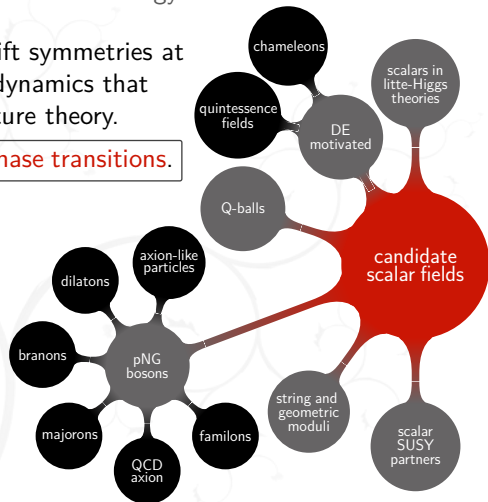 ift symmetries at
dynamics that
ture theory.
hase transitions.
chameleons
quintessence
fields
DE
motivated
scalars in
litte-Higgs
theories
Q-balls
candidate
scalar fields
axion-like
particles
dilatons
branons
pNG
bosons
majorons
QCD
axion
familons
string and
geometric
moduli
scalar
SUSY
partners